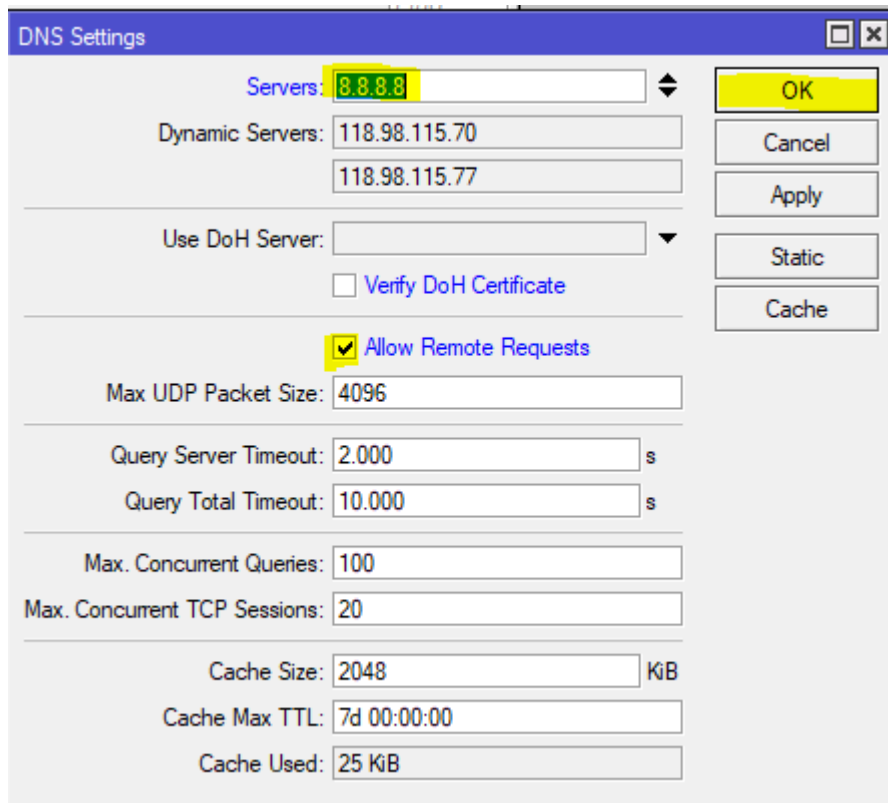 DNS Settings
Servers: 8.8.8.8
OK
Dynamic Servers: 118.98.115.70
Cancel
118.98.115.77
Apply
Use DoH Server:
Static
Verify DoH Certificate
Cache
Allow Remote Requests
Max UDP Packet Size: 4096
Query Server Timeout: 2.000 s
Query Total Timeout: 10.000 s
Max. Concurrent Queries: 100
Max. Concurrent TCP Sessions: 20
Cache Size: 2048 KiB
Cache Max TTL: 7d 00:00:00
Cache Used: 25 KiB